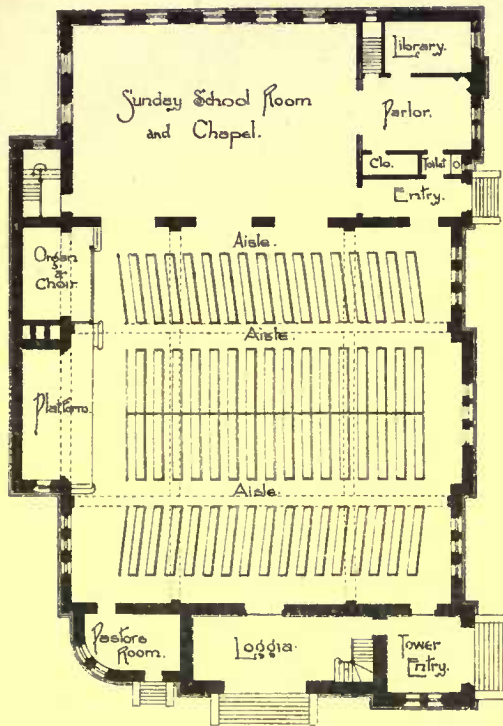 Library.
Sunday School Room
and Chapel.
Parlor.
Clo.
Toilet
Entry.
Aisle.
Organ
&
Choir.
Aisle.
Platform.
Aisle.
Pastors
Room.
Loggia.
Tower
Entry.